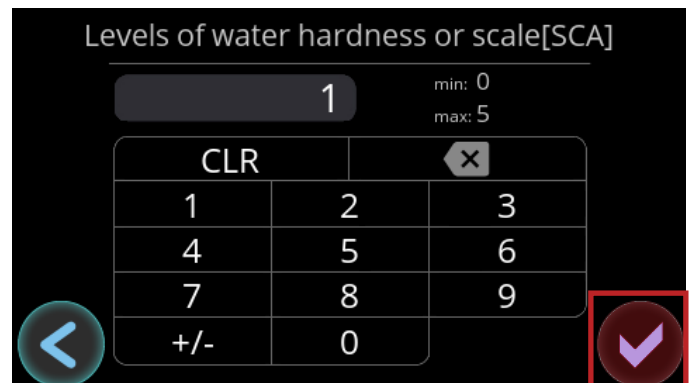 Levels of water hardness or scale[SCA]
1
min: 0
max: 5
CLR
1 2 3
4 5 6
7 8 9
+/- 0